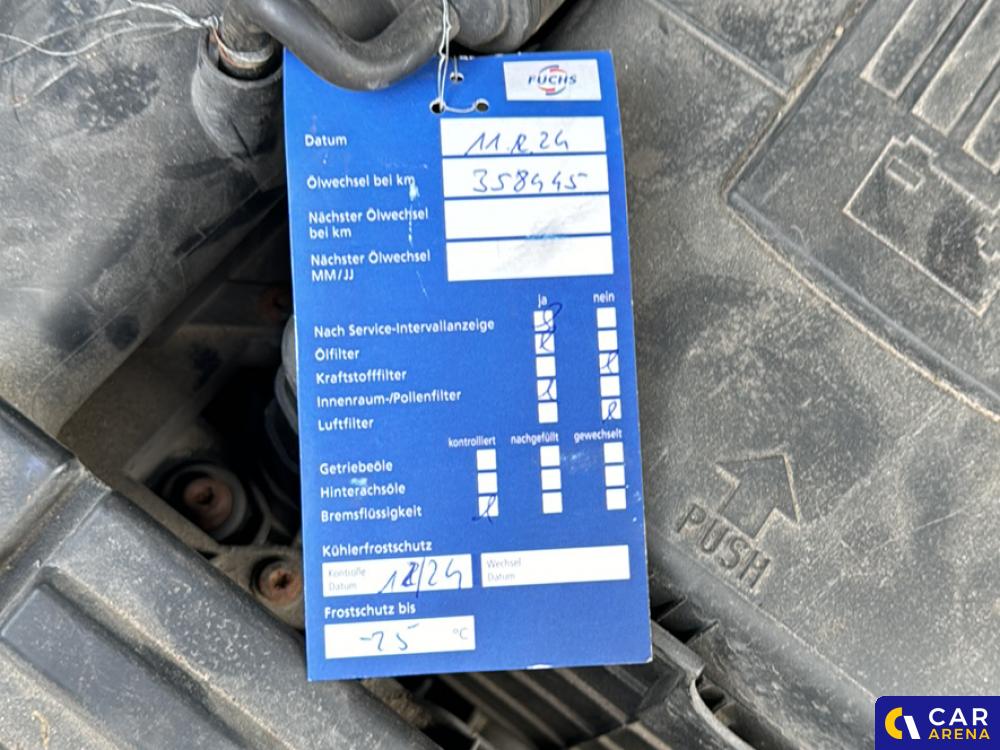 FUCHS
Datum
11.12.24
Ölwechsel bei km
358445
Nächster Ölwechsel
bei km
Nächster Ölwechsel
MM/JJ
ja nein
Nach Service-Intervallanzeige
Ölfilter
Kraftstofffilter
Innenraum-/Pollenfilter
Luftfilter
kontrolliert nachgefüllt gewechselt
Getriebeöle
Hinterachsöle
Bremsflüssigkeit
Kühlerfrostschutz
Kontrolle
Datum
12/24
Wechsel
Datum
Frostschutz bis
-25 °C
PUSH
CAR
ARENA